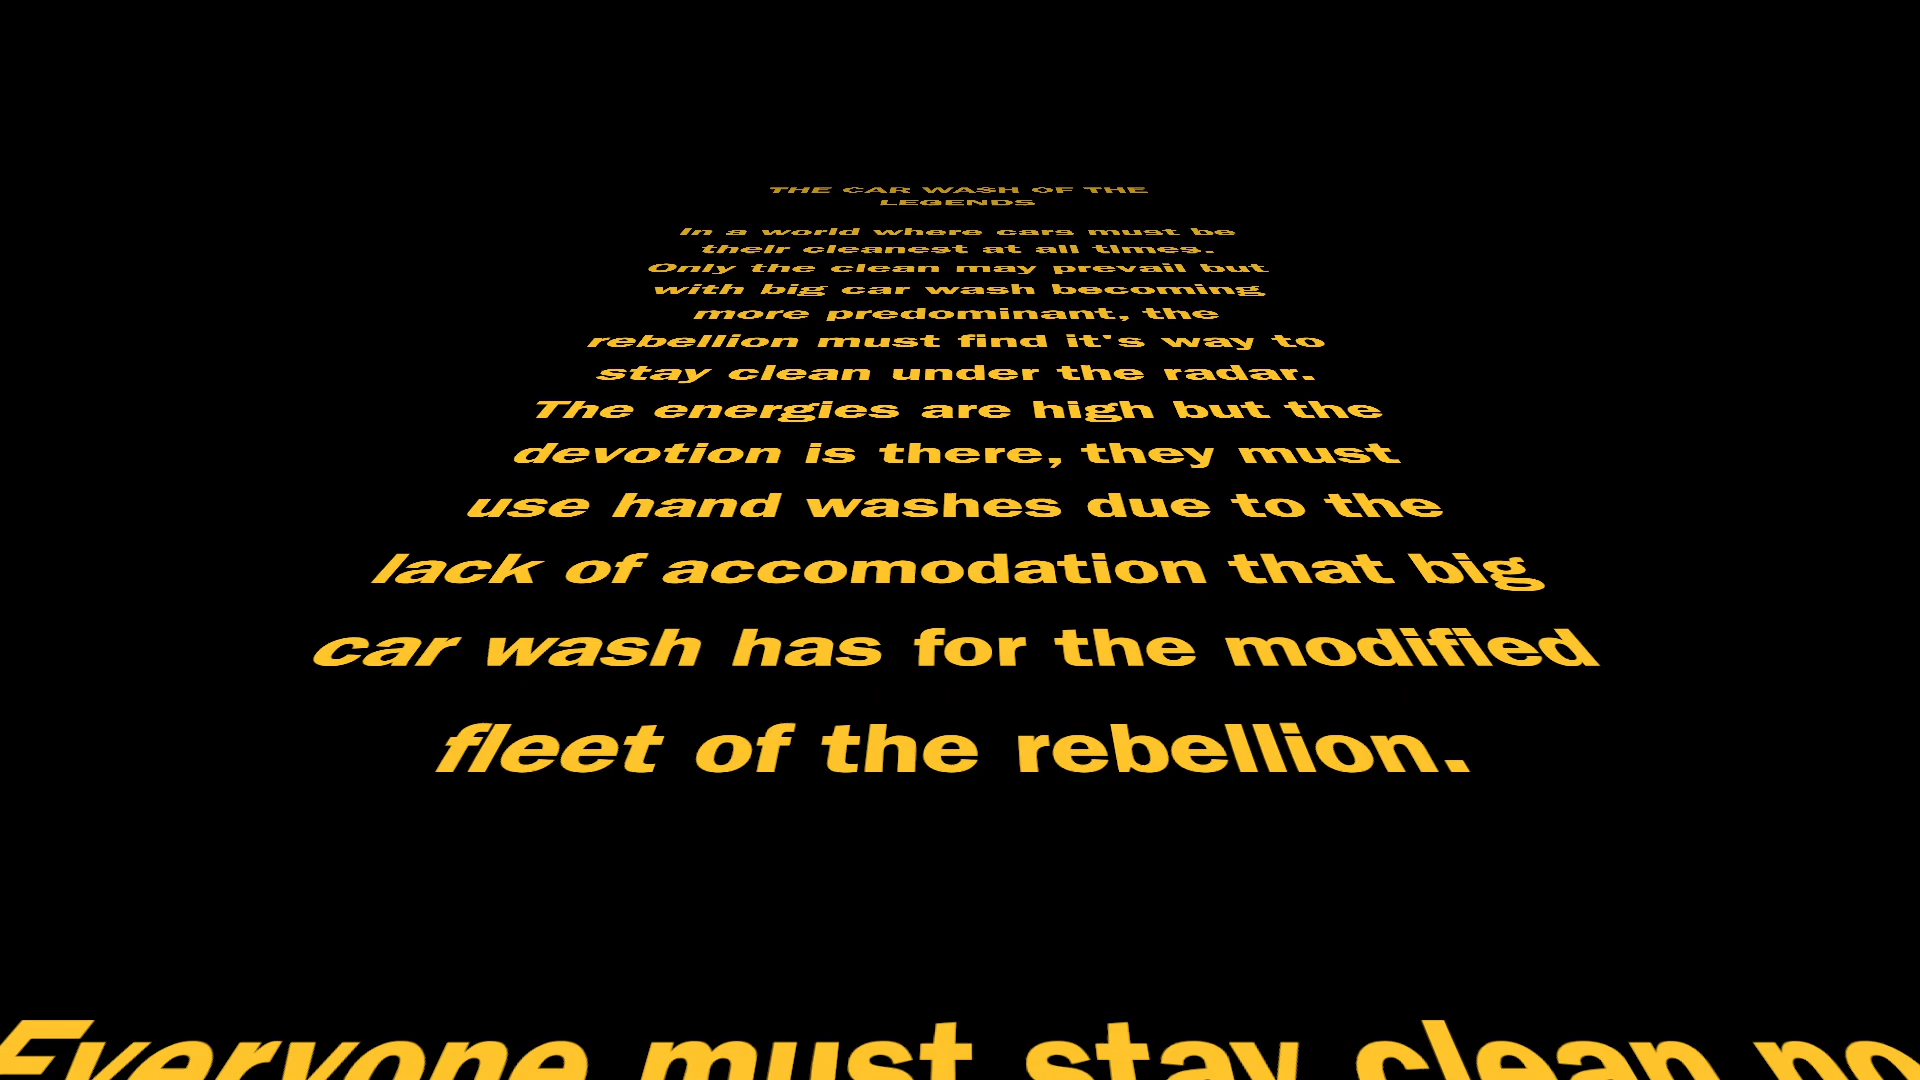 THE CAR WASH OF THE
LEGENDS
In a world where cars must be
their cleanest at all times.
Only the clean may prevail but
with big car wash becoming
more predominant, the
rebellion must find it's way to
stay clean under the radar.
The energies are high but the
devotion is there, they must
use hand washes due to the
lack of accomodation that big
car wash has for the modified
fleet of the rebellion.
Everyone must stay clean no